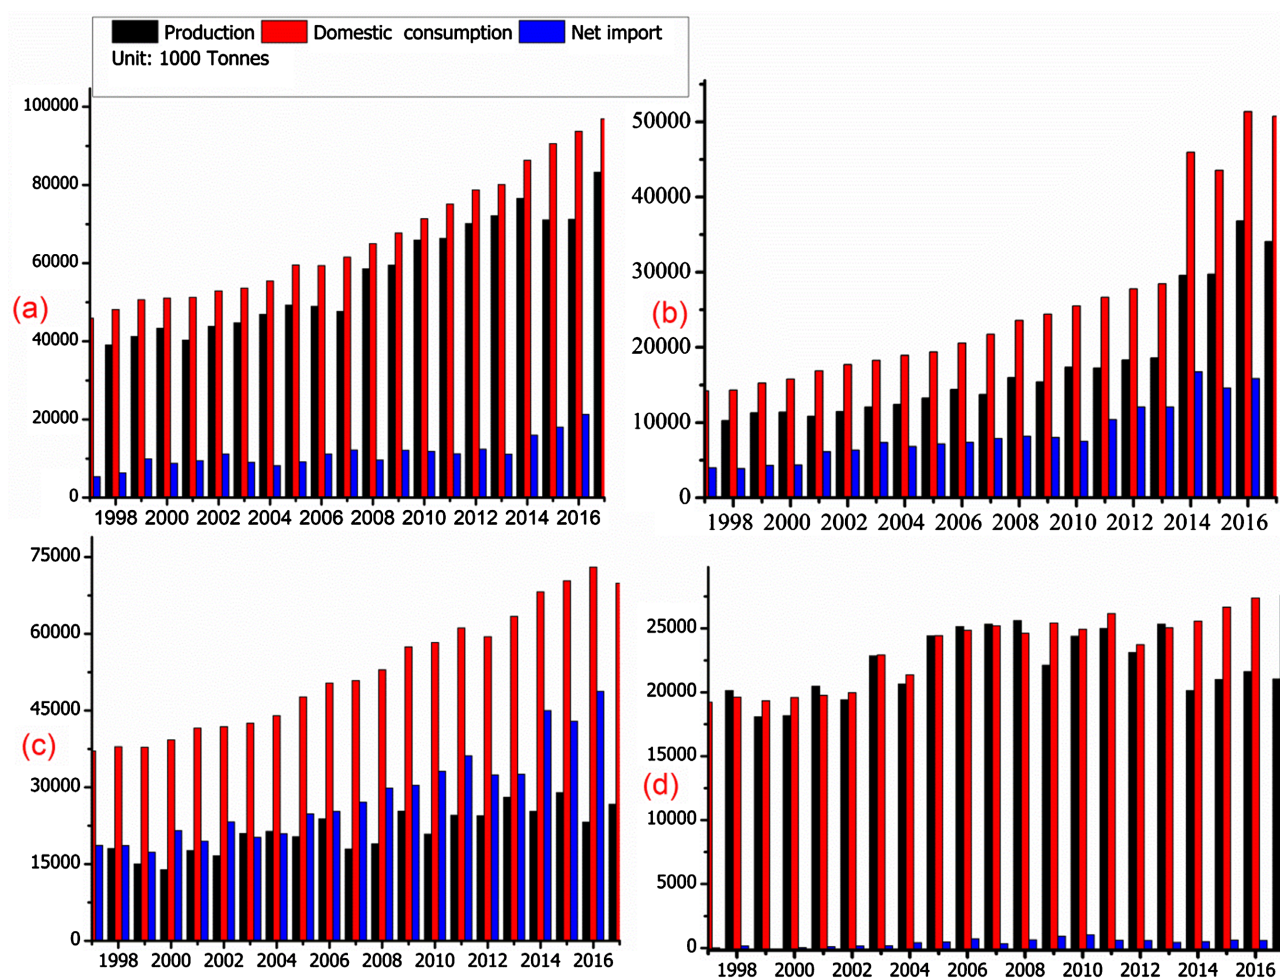 Production Domestic consumption Net import
Unit: 1000 Tonnes
100000
80000
60000
40000
20000
0
(a)
1998 2000 2002 2004 2006 2008 2010 2012 2014 2016
50000
40000
30000
20000
10000
0
(b)
1998 2000 2002 2004 2006 2008 2010 2012 2014 2016
75000
60000
45000
30000
15000
0
(c)
1998 2000 2002 2004 2006 2008 2010 2012 2014 2016
25000
20000
15000
10000
5000
0
(d)
1998 2000 2002 2004 2006 2008 2010 2012 2014 2016